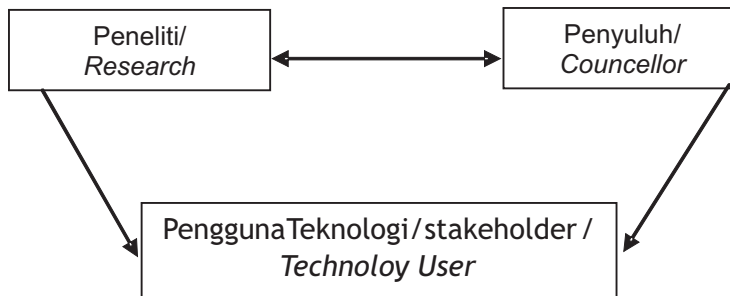 Peneliti/
Research
Penyuluh/
Councellor
PenggunaTeknologi/stakeholder /
Technoloy User